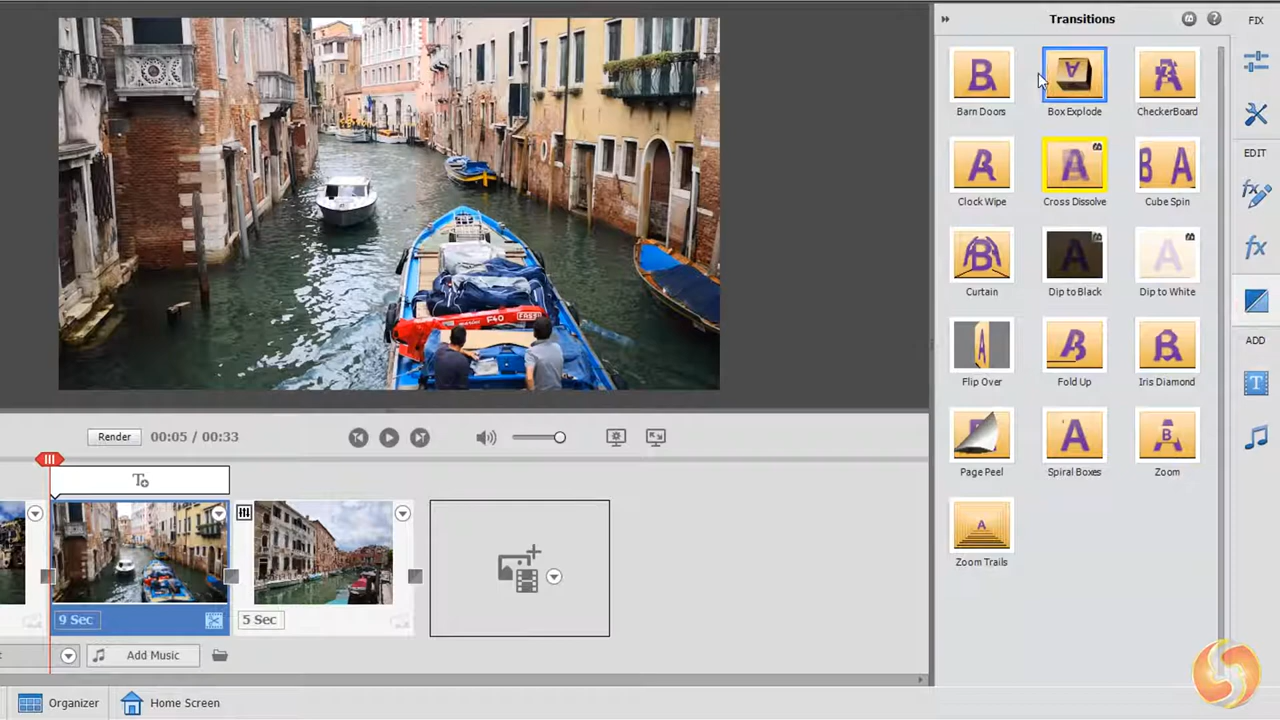 Transitions
FIX
Barn Doors
Box Explode
CheckerBoard
EDIT
Clock Wipe
Cross Dissolve
Cube Spin
Curtain
Dip to Black
Dip to White
ADD
Flip Over
Fold Up
Iris Diamond
Page Peel
Spiral Boxes
Zoom
Zoom Trails
F40
FASSI
Render
00:05 / 00:33
9 Sec
5 Sec
Add Music
Organizer
Home Screen